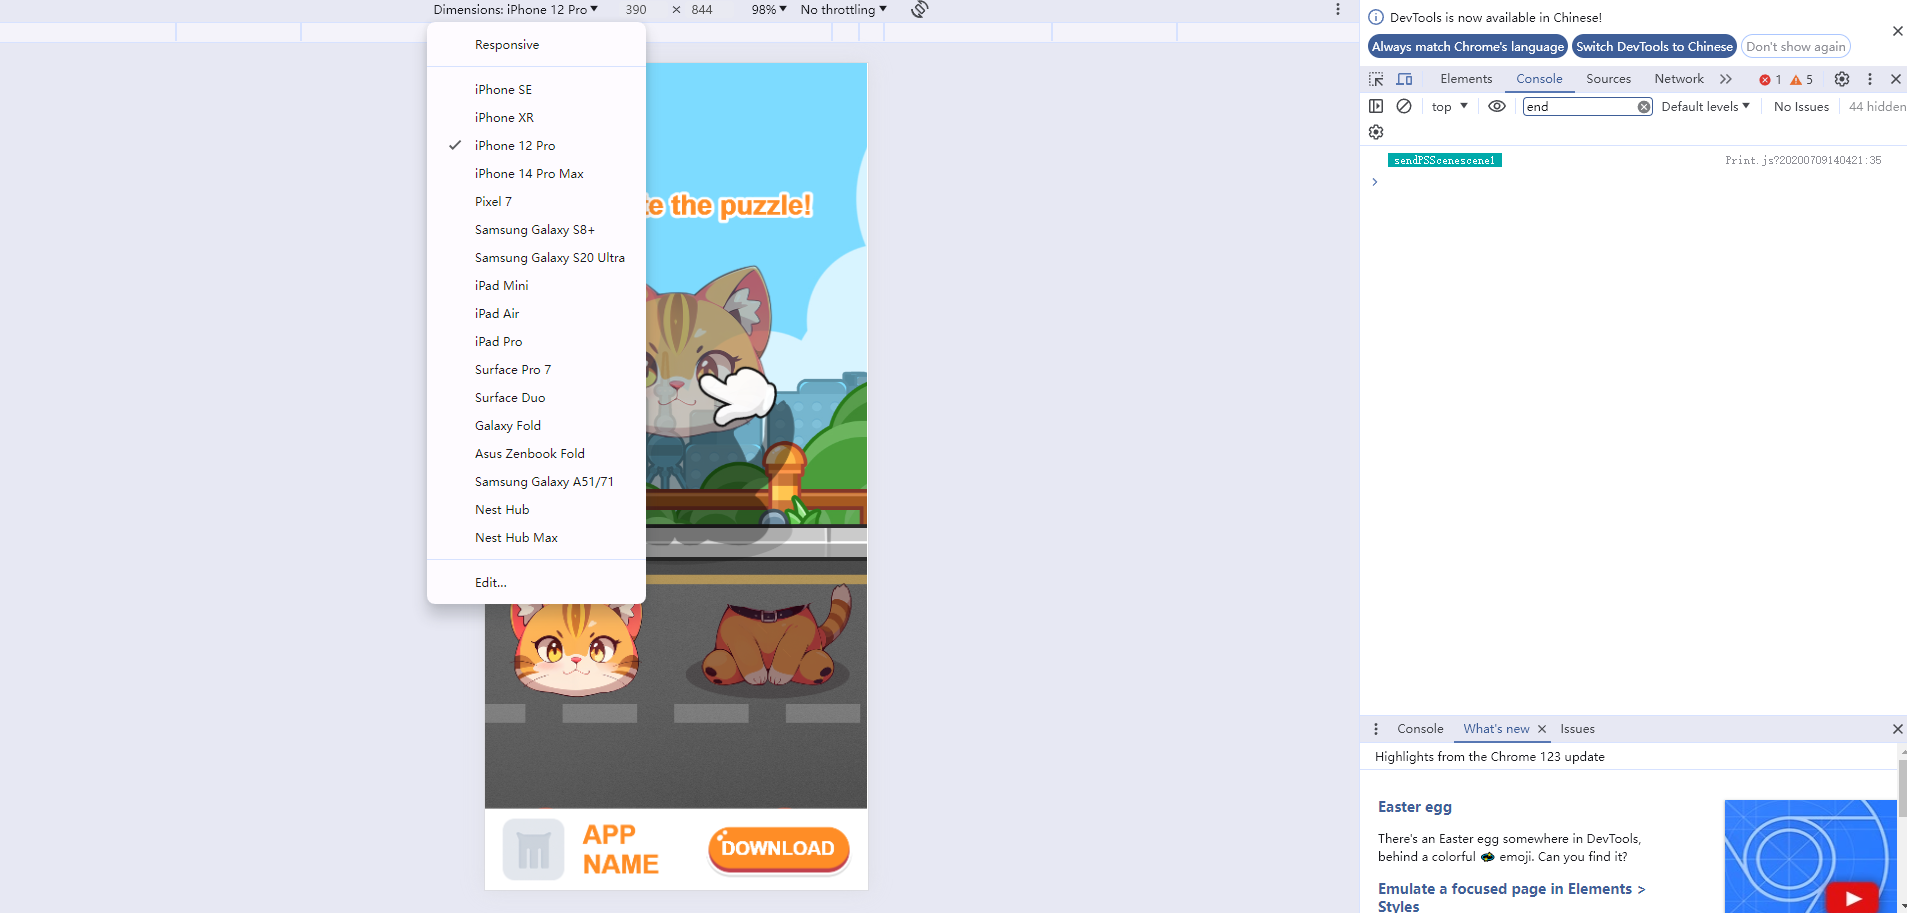 Dimensions: iPhone 12 Pro 390 × 844 98% No throttling
Responsive
iPhone SE
iPhone XR
iPhone 12 Pro
iPhone 14 Pro Max
Pixel 7
Samsung Galaxy S8+
Samsung Galaxy S20 Ultra
iPad Mini
iPad Air
iPad Pro
Surface Pro 7
Surface Duo
Galaxy Fold
Asus Zenbook Fold
Samsung Galaxy A51/71
Nest Hub
Nest Hub Max
Edit...
te the puzzle!
APP
NAME
DOWNLOAD
DevTools is now available in Chinese!
Always match Chrome's language Switch DevTools to Chinese Don't show again
Elements Console Sources Network 1 5
top end Default levels No Issues 44 hidden
sendPSScenescene1 Print.js?20200709140421:35
Console What's new Issues
Highlights from the Chrome 123 update
Easter egg
There's an Easter egg somewhere in DevTools,
behind a colorful emoji. Can you find it?
Emulate a focused page in Elements >
Styles